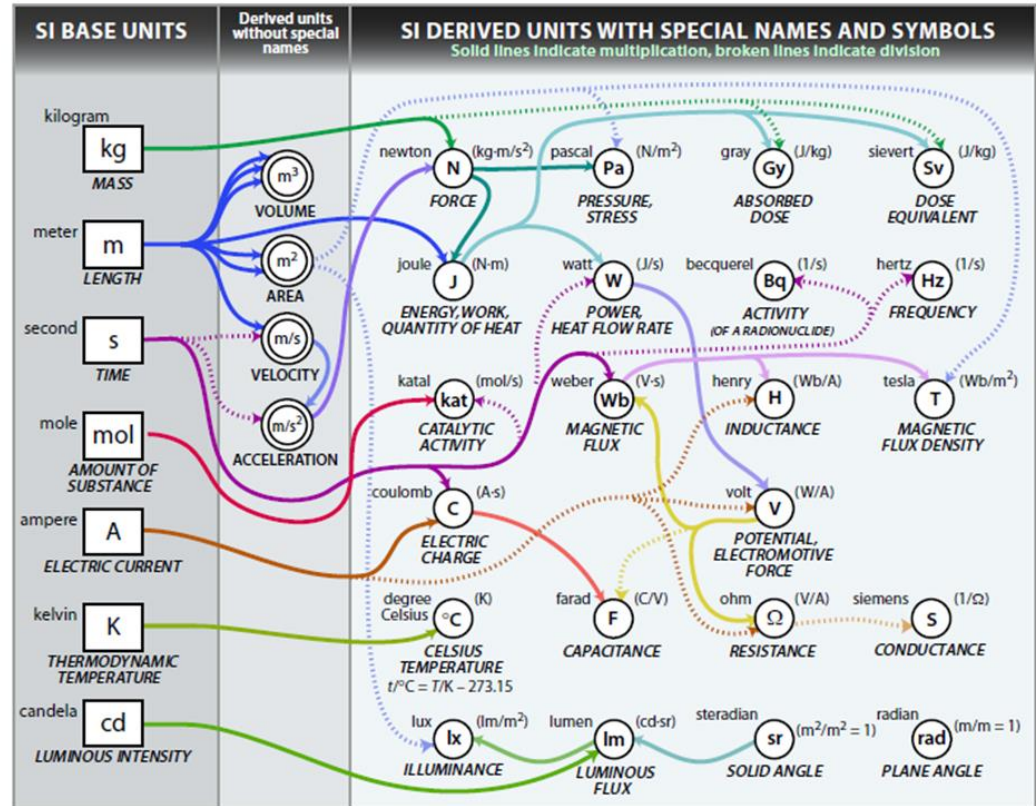 SI BASE UNITS
Derived units
without special
names
SI DERIVED UNITS WITH SPECIAL NAMES AND SYMBOLS
Solid lines indicate multiplication, broken lines indicate division
kilogram
kg
MASS
meter
m
LENGTH
second
s
TIME
mole
mol
AMOUNT OF
SUBSTANCE
ampere
A
ELECTRIC CURRENT
kelvin
K
THERMODYNAMIC
TEMPERATURE
candela
cd
LUMINOUS INTENSITY
m³
VOLUME
m²
AREA
m/s
VELOCITY
m/s²
ACCELERATION
newton
N
(kg·m/s²)
FORCE
pascal
Pa
(N/m²)
PRESSURE,
STRESS
gray
Gy
(J/kg)
ABSORBED
DOSE
sievert
Sv
(J/kg)
DOSE
EQUIVALENT
joule
J
(N·m)
ENERGY, WORK,
QUANTITY OF HEAT
watt
W
(J/s)
POWER,
HEAT FLOW RATE
becquerel
Bq
(1/s)
ACTIVITY
(OF A RADIONUCLIDE)
hertz
Hz
(1/s)
FREQUENCY
katal
kat
(mol/s)
CATALYTIC
ACTIVITY
weber
Wb
(V·s)
MAGNETIC
FLUX
henry
H
(Wb/A)
INDUCTANCE
tesla
T
(Wb/m²)
MAGNETIC
FLUX DENSITY
coulomb
C
(A·s)
ELECTRIC
CHARGE
volt
V
(W/A)
POTENTIAL,
ELECTROMOTIVE
FORCE
degree
Celsius
°C
(K)
CELSIUS
TEMPERATURE
t/°C = T/K – 273.15
farad
F
(C/V)
CAPACITANCE
ohm
Ω
(V/A)
RESISTANCE
siemens
S
(1/Ω)
CONDUCTANCE
lux
lx
(lm/m²)
ILLUMINANCE
lumen
lm
(cd·sr)
LUMINOUS
FLUX
steradian
sr
(m²/m² = 1)
SOLID ANGLE
radian
rad
(m/m = 1)
PLANE ANGLE